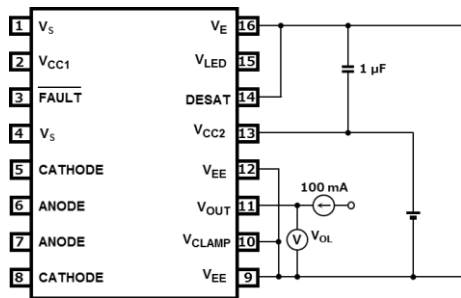 1 VS VE 16
2 VCC1 VLED 15
3 FAULT DESAT 14
4 VS VCC2 13
5 CATHODE VEE 12
6 ANODE VOUT 11
7 ANODE VCLAMP 10
8 CATHODE VEE 9
1 µF
100 mA
V VOL